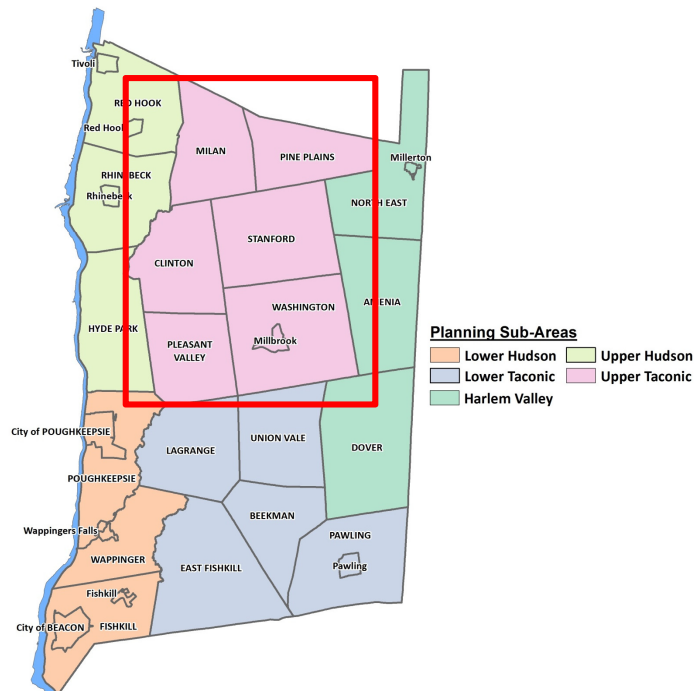 Tivoli
RED HOOK
Red Hook
MILAN
PINE PLAINS
Millerton
RHINEBECK
Rhinebeck
NORTH EAST
STANFORD
CLINTON
AMENIA
WASHINGTON
HYDE PARK
Millbrook
PLEASANT
VALLEY
Planning Sub-Areas
Lower Hudson
Upper Hudson
Lower Taconic
Upper Taconic
Harlem Valley
City of POUGHKEEPSIE
UNION VALE
LAGRANGE
DOVER
POUGHKEEPSIE
BEEKMAN
Wappingers Falls
PAWLING
WAPPINGER
EAST FISHKILL
Pawling
Fishkill
City of BEACON
FISHKILL